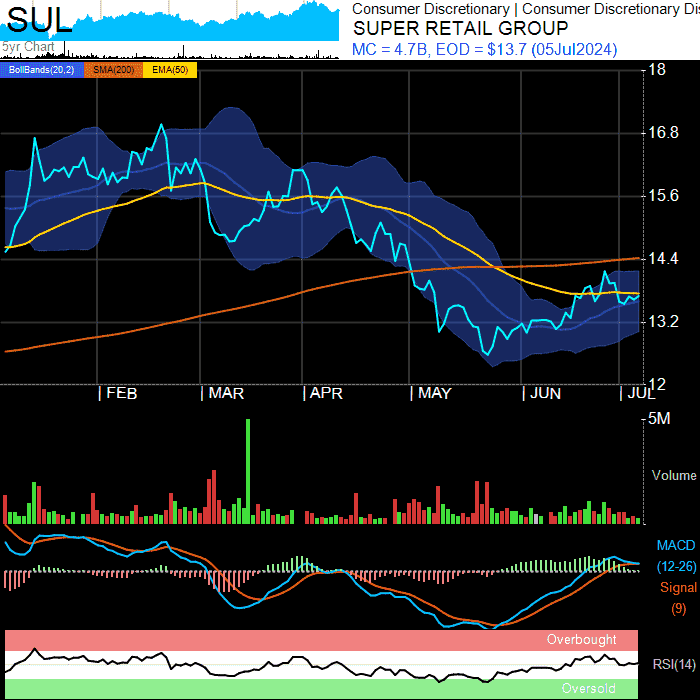 SUL
5yr Chart
Consumer Discretionary | Consumer Discretionary Dis
SUPER RETAIL GROUP
MC = 4.7B, EOD = $13.7 (05Jul2024)
BollBands(20,2) SMA(200) EMA(50)
18
16.8
15.6
14.4
13.2
12
| FEB | MAR | APR | MAY | JUN | JUL
5M
Volume
MACD
(12-26)
Signal
(9)
Overbought
RSI(14)
Oversold